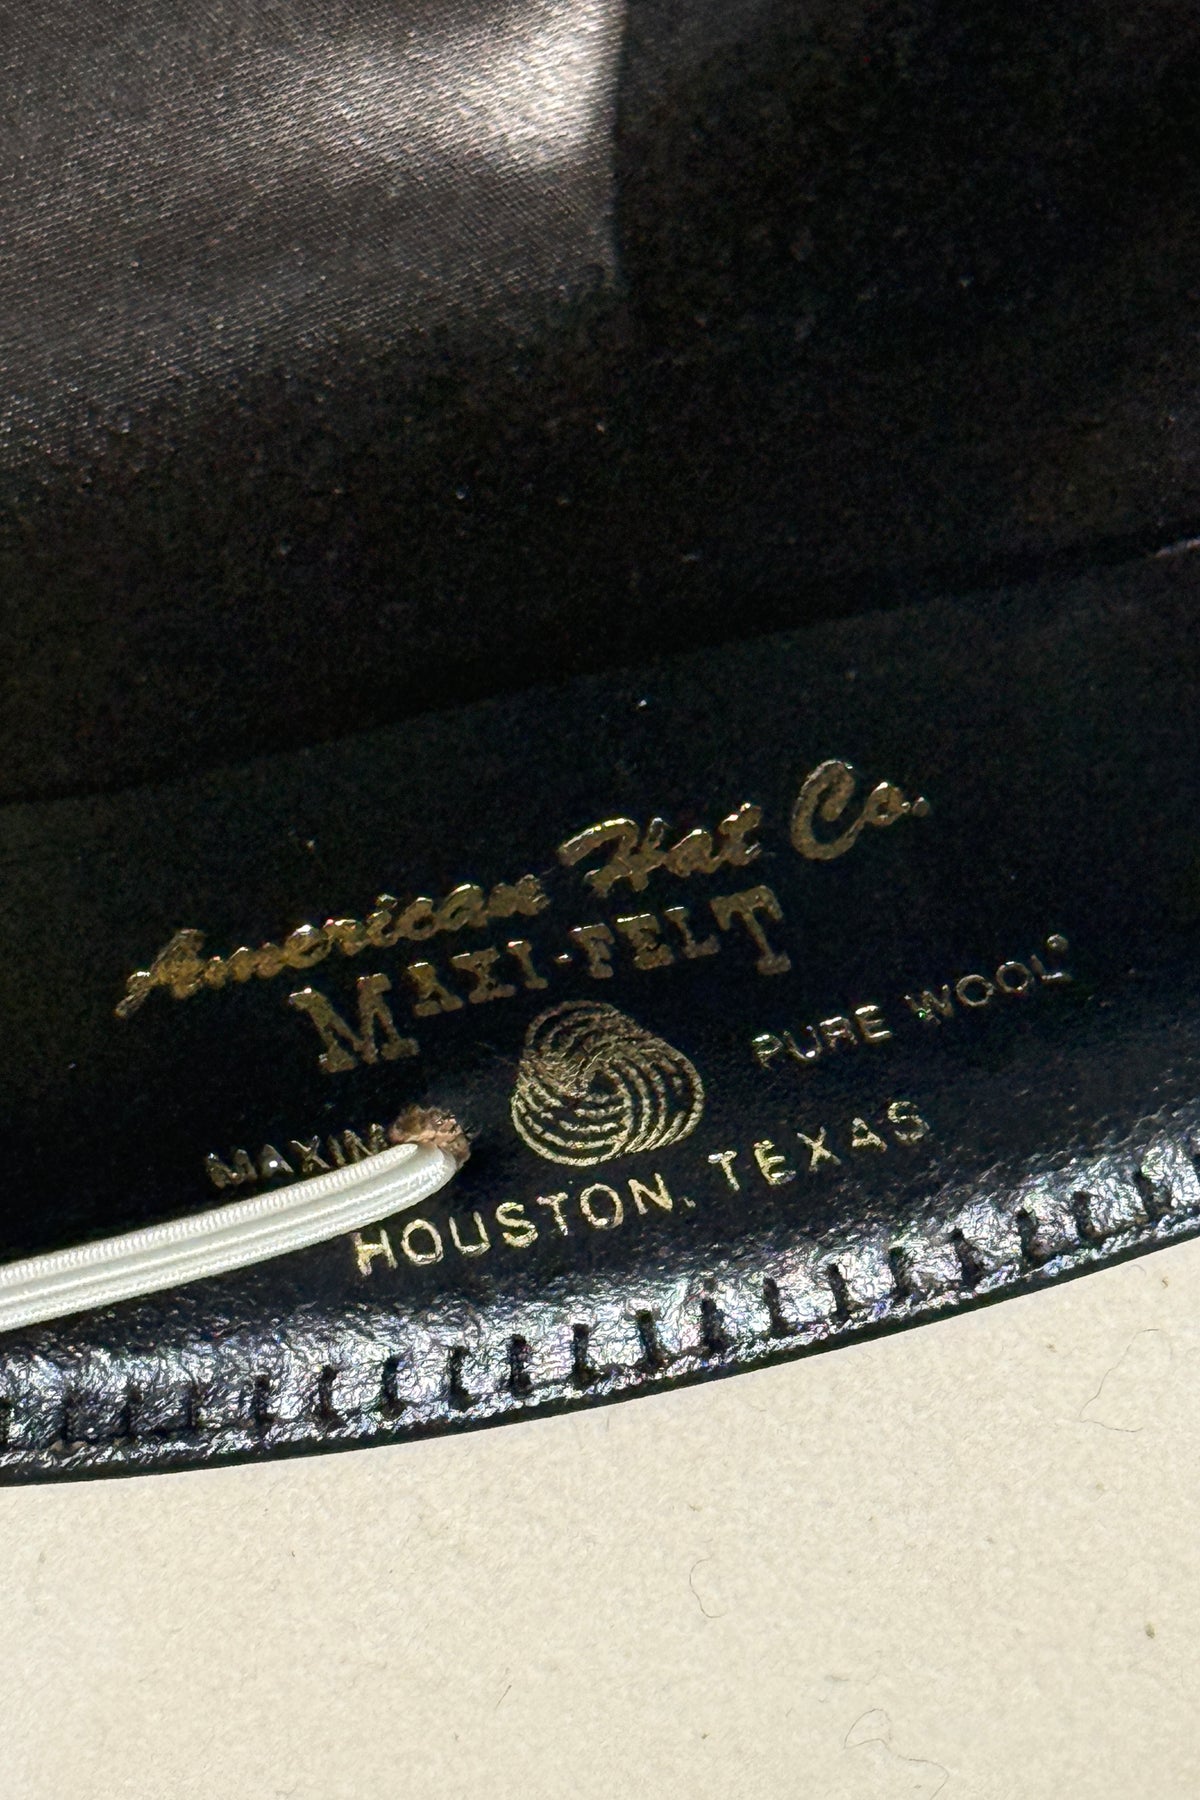 American Hat Co.
MAXI-FELT
PURE WOOL®
HOUSTON, TEXAS